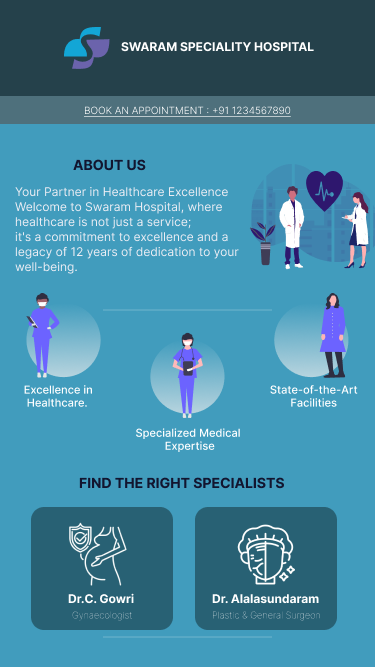 SWARAM SPECIALITY HOSPITAL
BOOK AN APPOINTMENT : +91 1234567890
ABOUT US
Your Partner in Healthcare Excellence
Welcome to Swaram Hospital, where
healthcare is not just a service;
it's a commitment to excellence and a
legacy of 12 years of dedication to your
well-being.
Excellence in
Healthcare.
State-of-the-Art
Facilities
Specialized Medical
Expertise
FIND THE RIGHT SPECIALISTS
Dr.C. Gowri
Gynaecologist
Dr. Alalasundaram
Plastic & General Surgeon